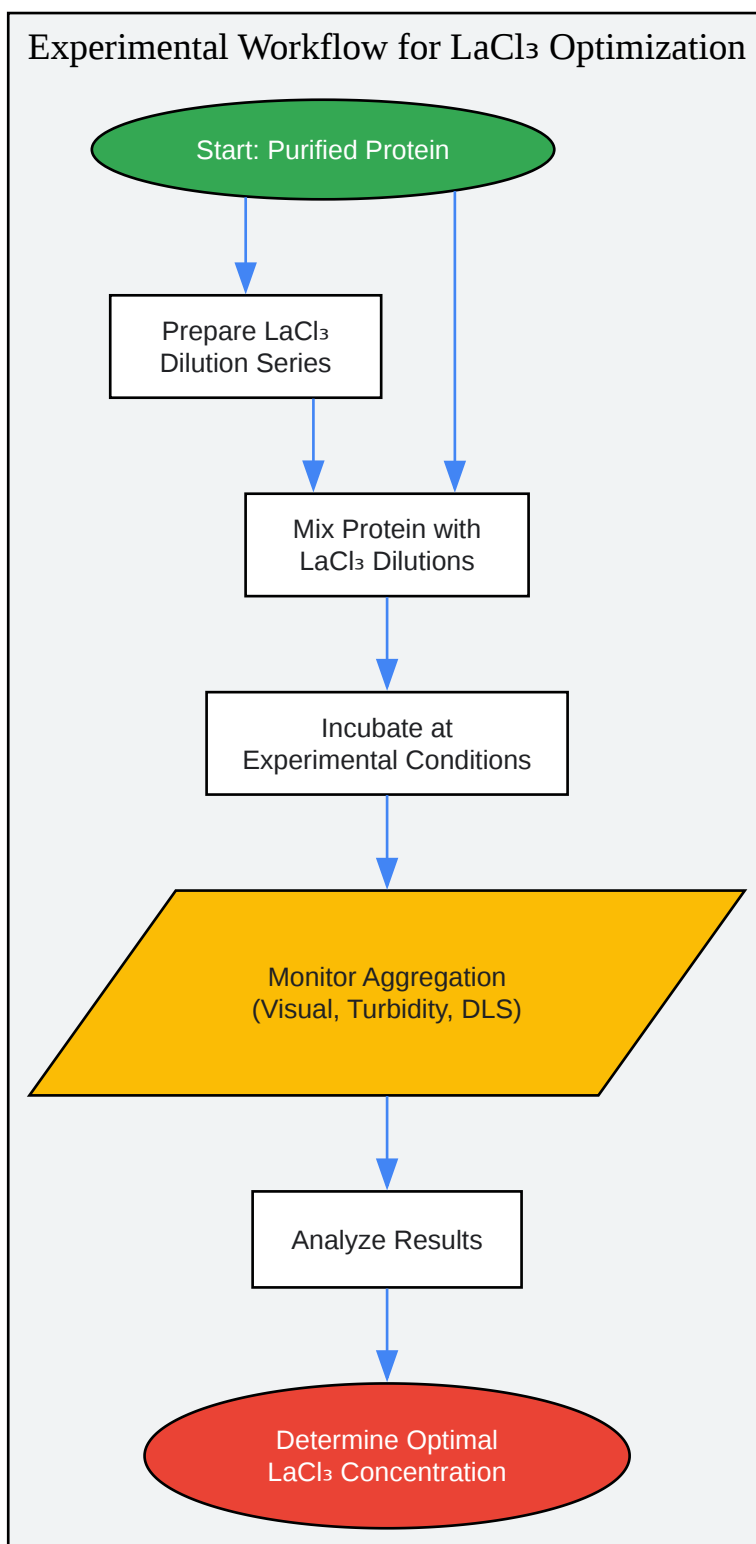 Experimental Workflow for LaCl₃ Optimization
Start: Purified Protein
Prepare LaCl₃
Dilution Series
Mix Protein with
LaCl₃ Dilutions
Incubate at
Experimental Conditions
Monitor Aggregation
(Visual, Turbidity, DLS)
Analyze Results
Determine Optimal
LaCl₃ Concentration